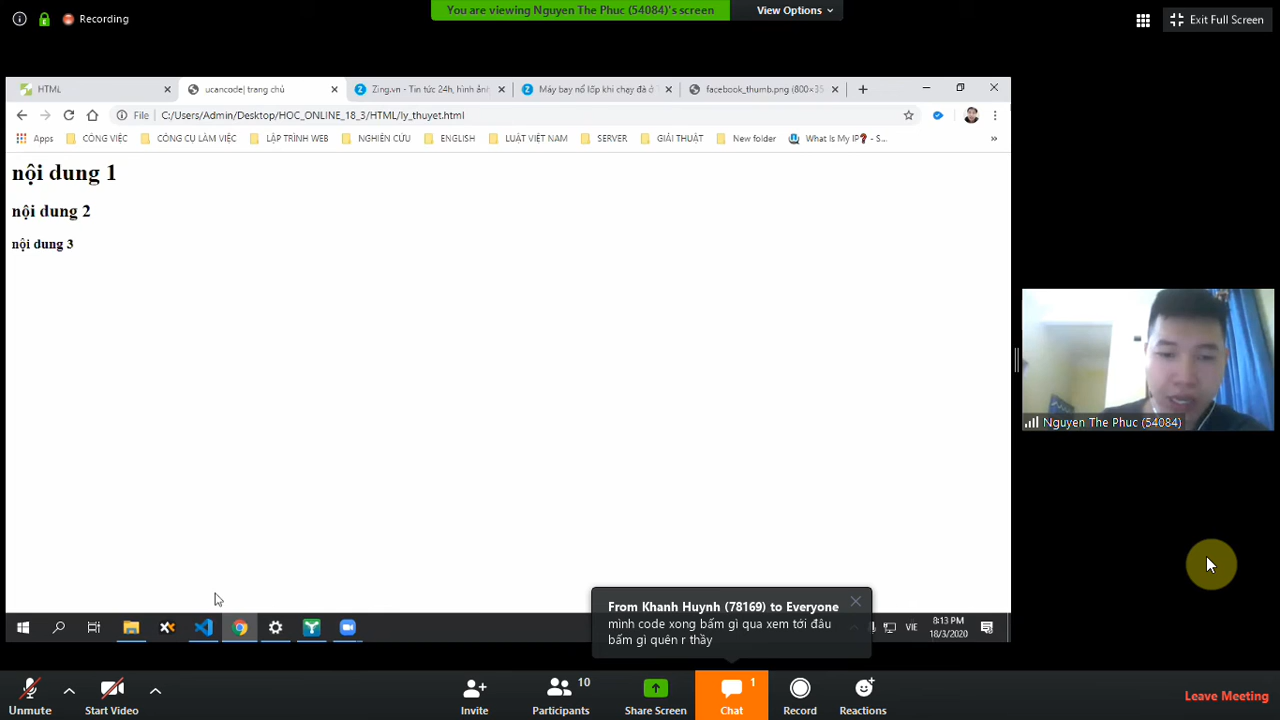 Recording
You are viewing Nguyen The Phuc (54084)'s screen
View Options
Exit Full Screen
HTML
ucancode| trang chủ
Zing.vn - Tin tức 24h, hình ảnh
Máy bay nổ lốp khi chạy đà ở
facebook_thumb.png (800×35
File
C:/Users/Admin/Desktop/HOC_ONLINE_18_3/HTML/ly_thuyet.html
Apps
CÔNG VIỆC
CÔNG CỤ LÀM VIỆC
LẬP TRÌNH WEB
NGHIÊN CỨU
ENGLISH
LUẬT VIỆT NAM
SERVER
GIẢI THUẬT
New folder
What Is My IP❓ - S...
»
nội dung 1
nội dung 2
nội dung 3
Nguyen The Phuc (54084)
From Khanh Huynh (78169) to Everyone
mình code xong bấm gì qua xem tới đâu
bấm gì quên r thầy
VIE
8:13 PM
18/3/2020
Unmute
Start Video
Invite
10
Participants
Share Screen
1
Chat
Record
Reactions
Leave Meeting